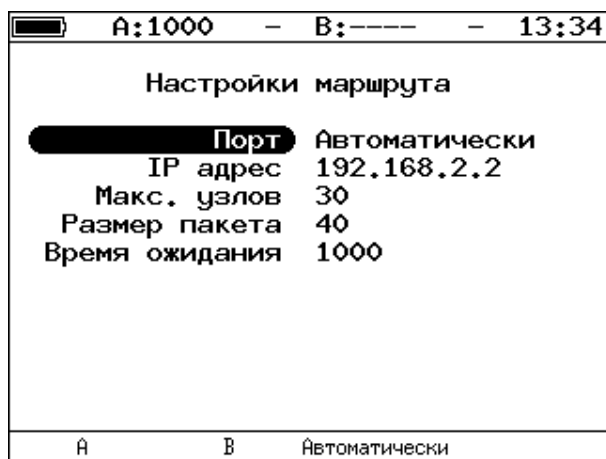 A:1000 – B:---- – 13:34
Настройки маршрута
Порт Автоматически
IP адрес 192.168.2.2
Макс. узлов 30
Размер пакета 40
Время ожидания 1000
A B Автоматически